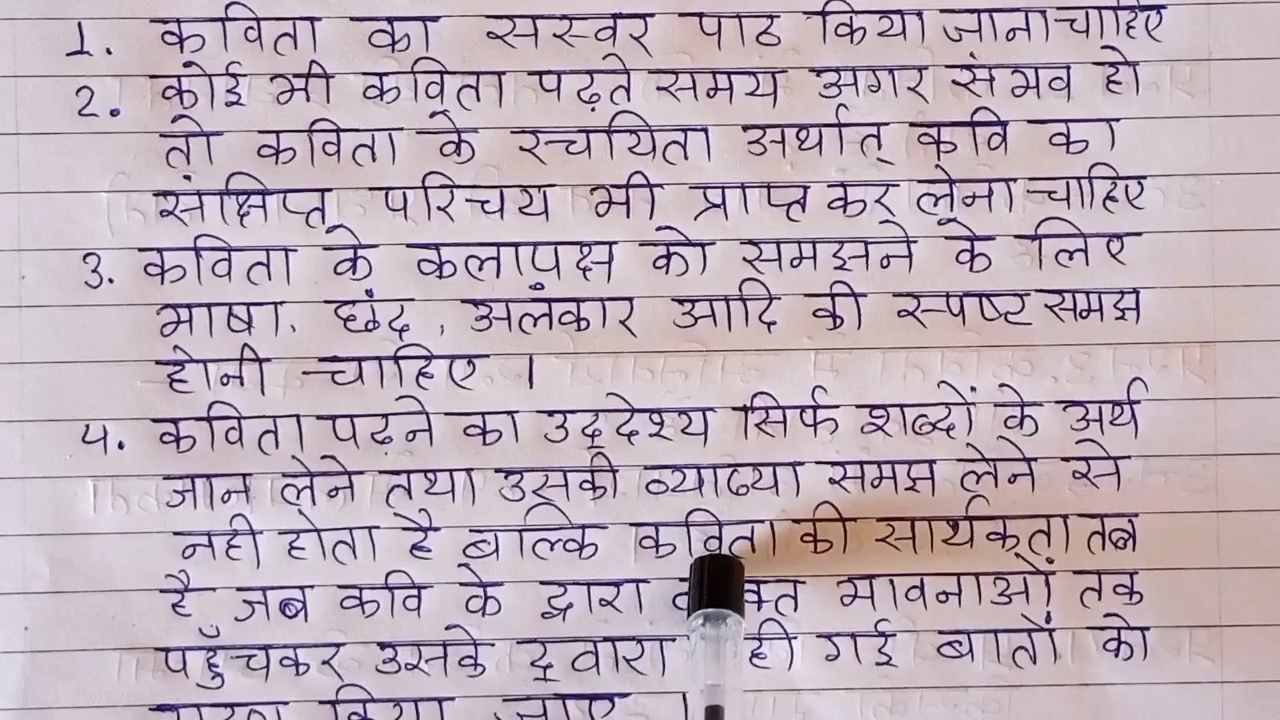 1. कविता का सस्वर पाठ किया जाना चाहिए
2. कोई भी कविता पढ़ते समय अगर संभव हो
तो कविता के रचयिता अर्थात् कवि का
संक्षिप्त परिचय भी प्राप्त कर लेना चाहिए
3. कविता के कलापक्ष को समझने के लिए
भाषा, छंद, अलंकार आदि की स्पष्ट समझ
होनी चाहिए ।
4. कविता पढ़ने का उद्देश्य सिर्फ शब्दों के अर्थ
जान लेने तथा उसकी व्याख्या समझ लेने से
नही होता है बल्कि कविता की सार्थकता तब
है जब कवि के द्वारा भावनाओं तक
पहुँचकर उसके द्वारा गई बातों को
किया जाए ।